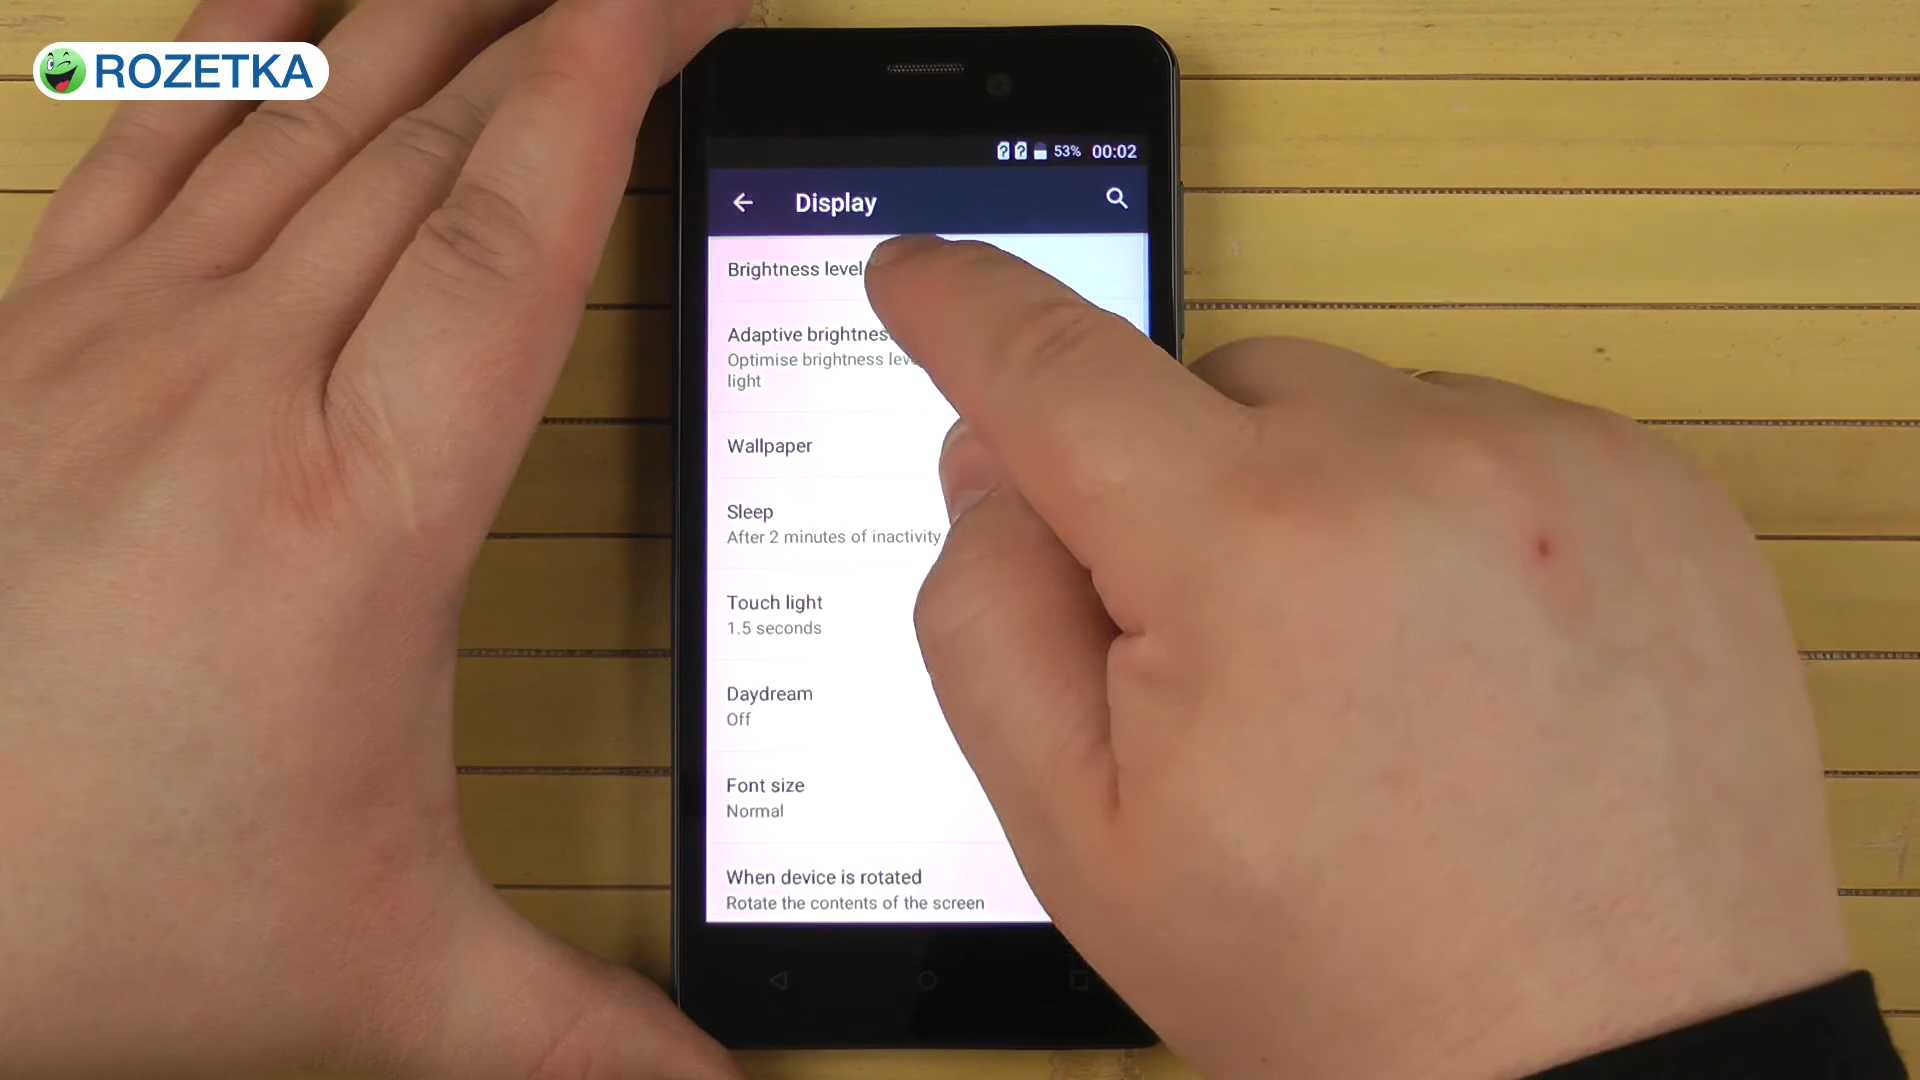 ROZETKA
53% 00:02
Display
Brightness level
Adaptive
Optimise brightness
light
Wallpaper
Sleep
After 2 minutes of inactivity
Touch light
1.5 seconds
Daydream
Off
Font size
Normal
When device is rotated
Rotate the contents of the screen